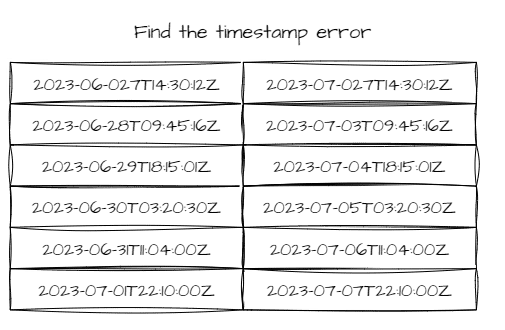 Find the timestamp error
2023-06-027T14:30:12Z 2023-07-027T14:30:12Z
2023-06-28T09:45:16Z 2023-07-03T09:45:16Z
2023-06-29T18:15:01Z 2023-07-04T18:15:01Z
2023-06-30T03:20:30Z 2023-07-05T03:20:30Z
2023-06-31T11:04:00Z 2023-07-06T11:04:00Z
2023-07-01T22:10:00Z 2023-07-07T22:10:00Z